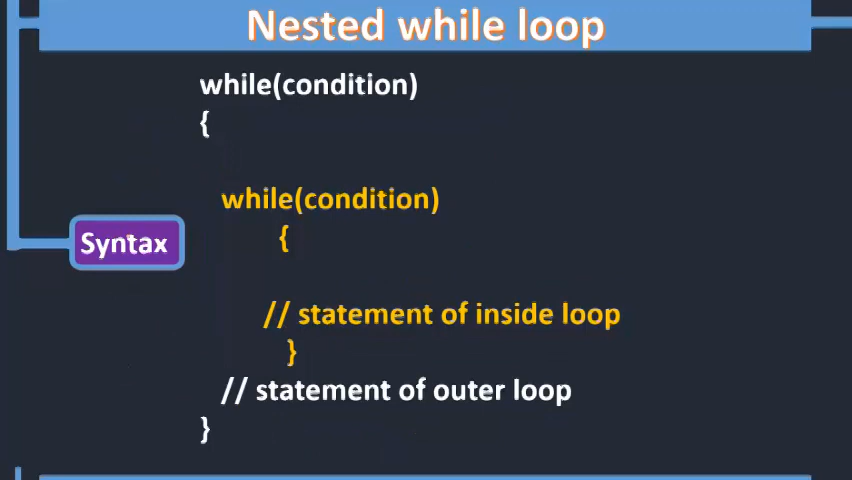 Nested while loop
while(condition)
{
while(condition)
{
Syntax
// statement of inside loop
}
// statement of outer loop
}